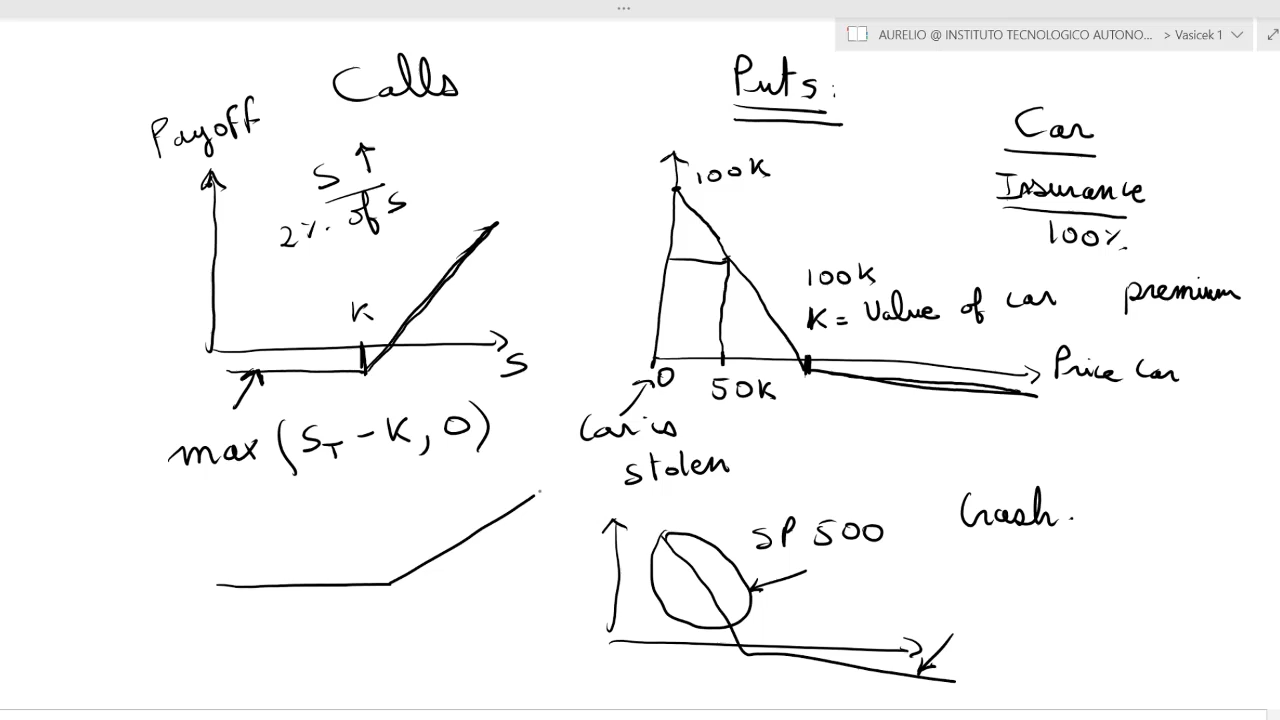 AURELIO @ INSTITUTO TECNOLOGICO AUTONO... > Vasicek 1
Calls
Payoff
S ↑
2% of S
K
S
max (S_T - K, 0)
Puts:
100K
100K
K = Value of car
premium
Price Car
0
50K
Car is
stolen
Car
Insurance
100%
SP 500
Crash.